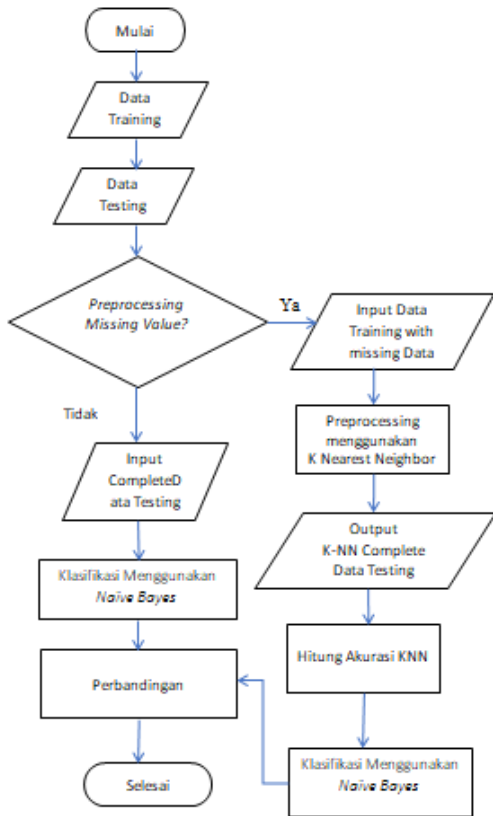 Mulai
Data
Training
Data
Testing
Preprocessing
Missing Value?
Ya
Input Data
Training with
missing Data
Tidak
Preprocessing
menggunakan
K Nearest Neighbor
Input
CompleteD
ata Testing
Output
K-NN Complete
Data Testing
Klasifikasi Menggunakan
Naive Bayes
Hitung Akurasi KNN
Perbandingan
Klasifikasi Menggunakan
Naive Bayes
Selesai